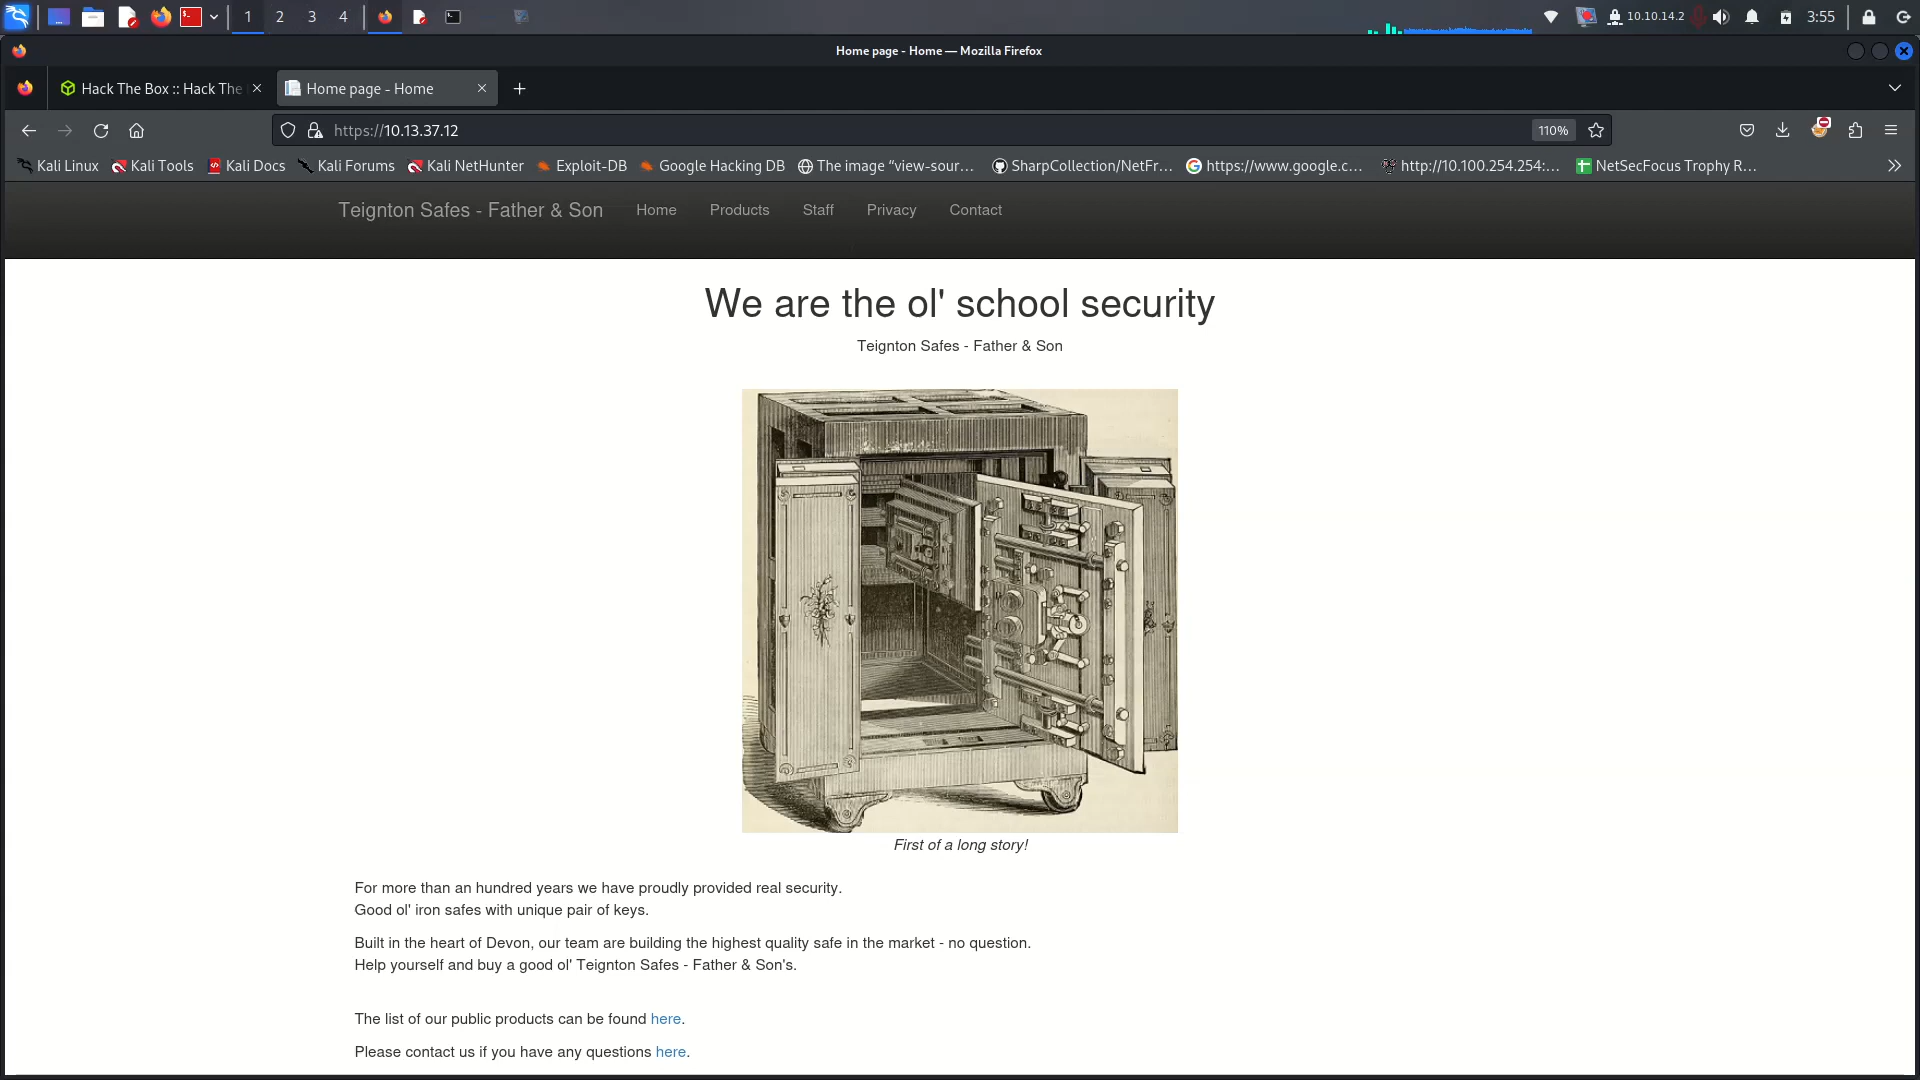 1 2 3 4 10.10.14.2 3:55
Home page - Home — Mozilla Firefox
Hack The Box :: Hack The Home page - Home
https://10.13.37.12 110%
Kali Linux Kali Tools Kali Docs Kali Forums Kali NetHunter Exploit-DB Google Hacking DB The image “view-sour… SharpCollection/NetFr… https://www.google.c… http://10.100.254.254:… NetSecFocus Trophy R…
Teignton Safes - Father & Son Home Products Staff Privacy Contact
We are the ol' school security
Teignton Safes - Father & Son
First of a long story!
For more than an hundred years we have proudly provided real security.
Good ol' iron safes with unique pair of keys.
Built in the heart of Devon, our team are building the highest quality safe in the market - no question.
Help yourself and buy a good ol' Teignton Safes - Father & Son's.
The list of our public products can be found here.
Please contact us if you have any questions here.